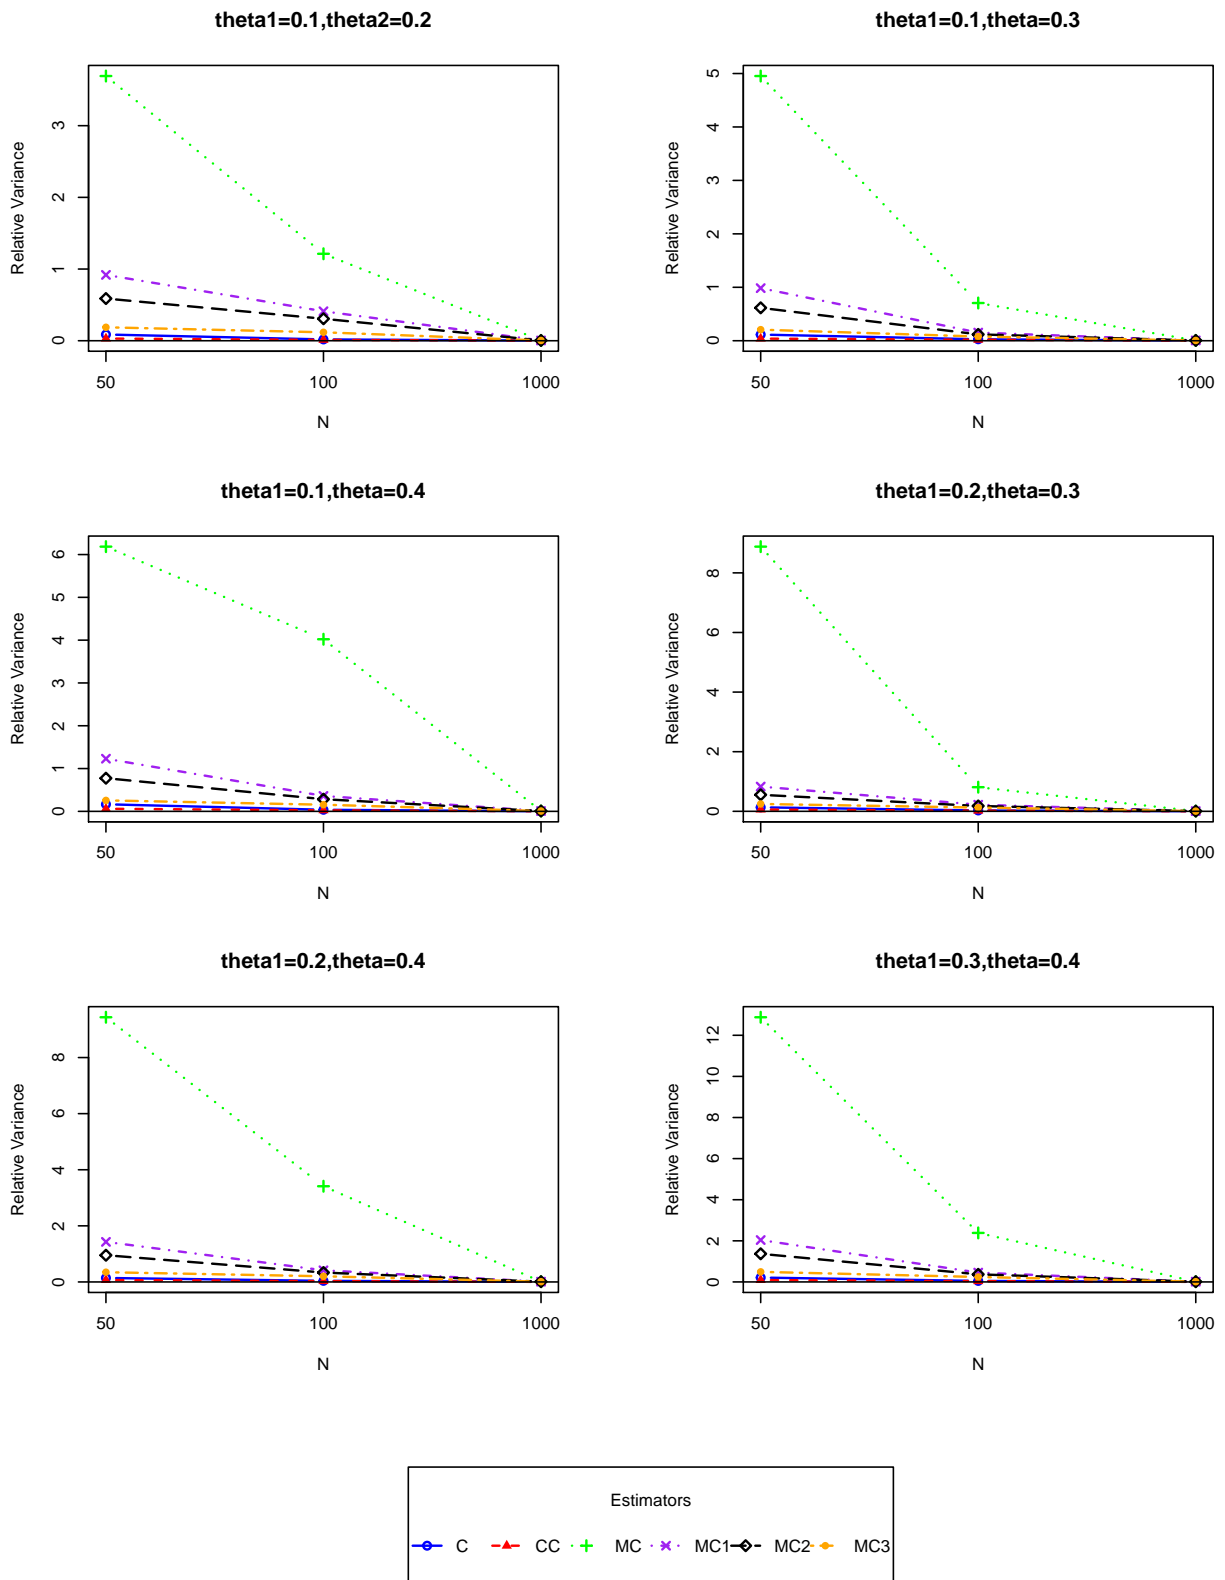 theta1=0.1,theta2=0.2
Relative Variance
3
2
1
0
50 100 1000
N
theta1=0.1,theta=0.3
Relative Variance
5
4
3
2
1
0
50 100 1000
N
theta1=0.1,theta=0.4
Relative Variance
6
5
4
3
2
1
0
50 100 1000
N
theta1=0.2,theta=0.3
Relative Variance
8
6
4
2
0
50 100 1000
N
theta1=0.2,theta=0.4
Relative Variance
8
6
4
2
0
50 100 1000
N
theta1=0.3,theta=0.4
Relative Variance
12
10
8
6
4
2
0
50 100 1000
N
Estimators
C CC MC MC1 MC2 MC3